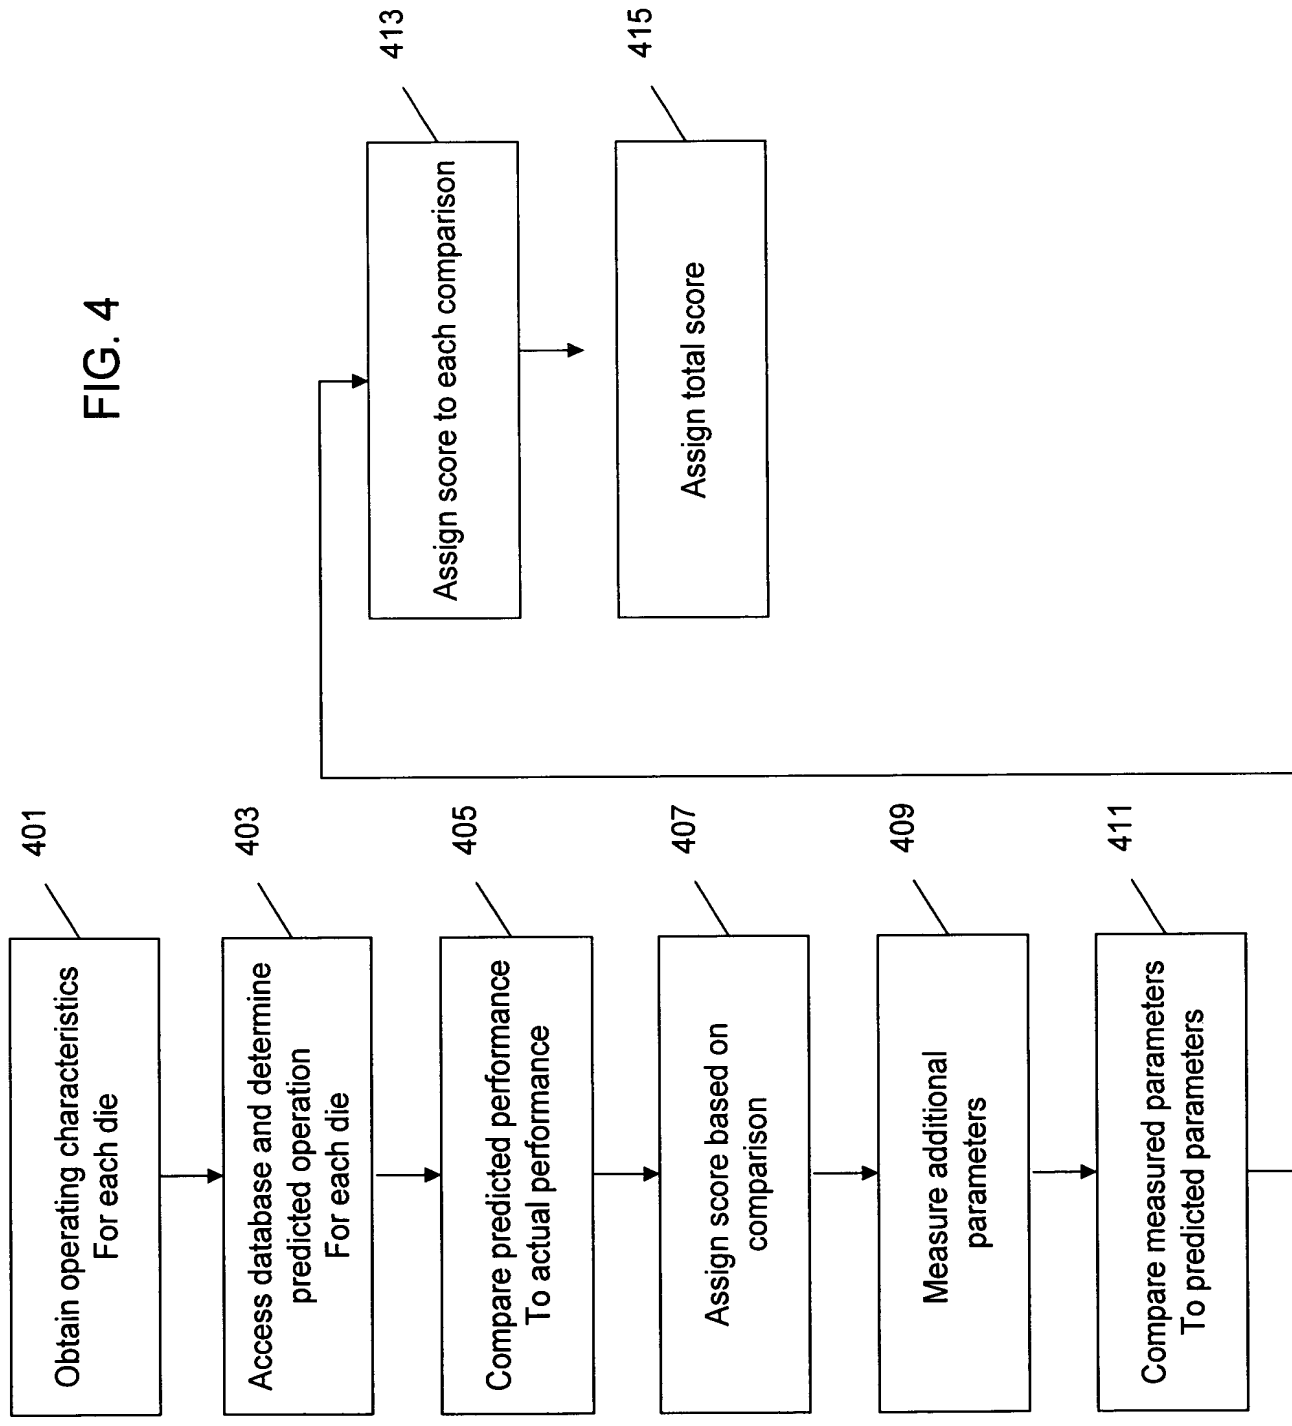 FIG. 4
401
Obtain operating characteristics
For each die
403
Access database and determine
predicted operation
For each die
405
Compare predicted performance
To actual performance
407
Assign score based on
comparison
409
Measure additional
parameters
411
Compare measured parameters
To predicted parameters
413
Assign score to each comparison
415
Assign total score